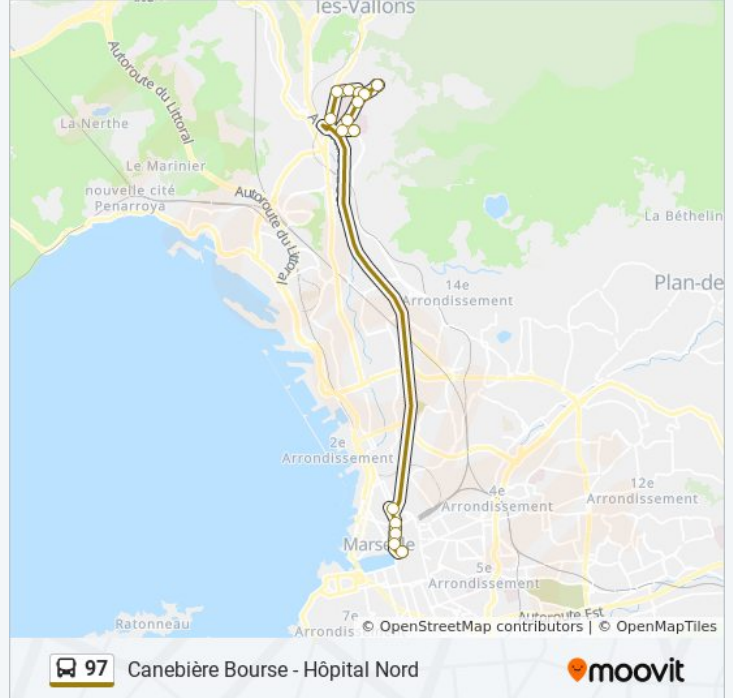 les-Vallons
Autoroute du Littoral
La Nerthe
Le Marinier
nouvelle cité
Penarroya
Autoroute du Littoral
La Béthelin
14e
Arrondissement
Plan-de
2e
Arrondissement
4e
Arrondissement
12e
Arrondissement
Marseille
5e
Arrondissement
7e
Arrondis
Autoroute Est
Ratonneau
© OpenStreetMap contributors | © OpenMapTiles
97 Canebière Bourse - Hôpital Nord
moovit